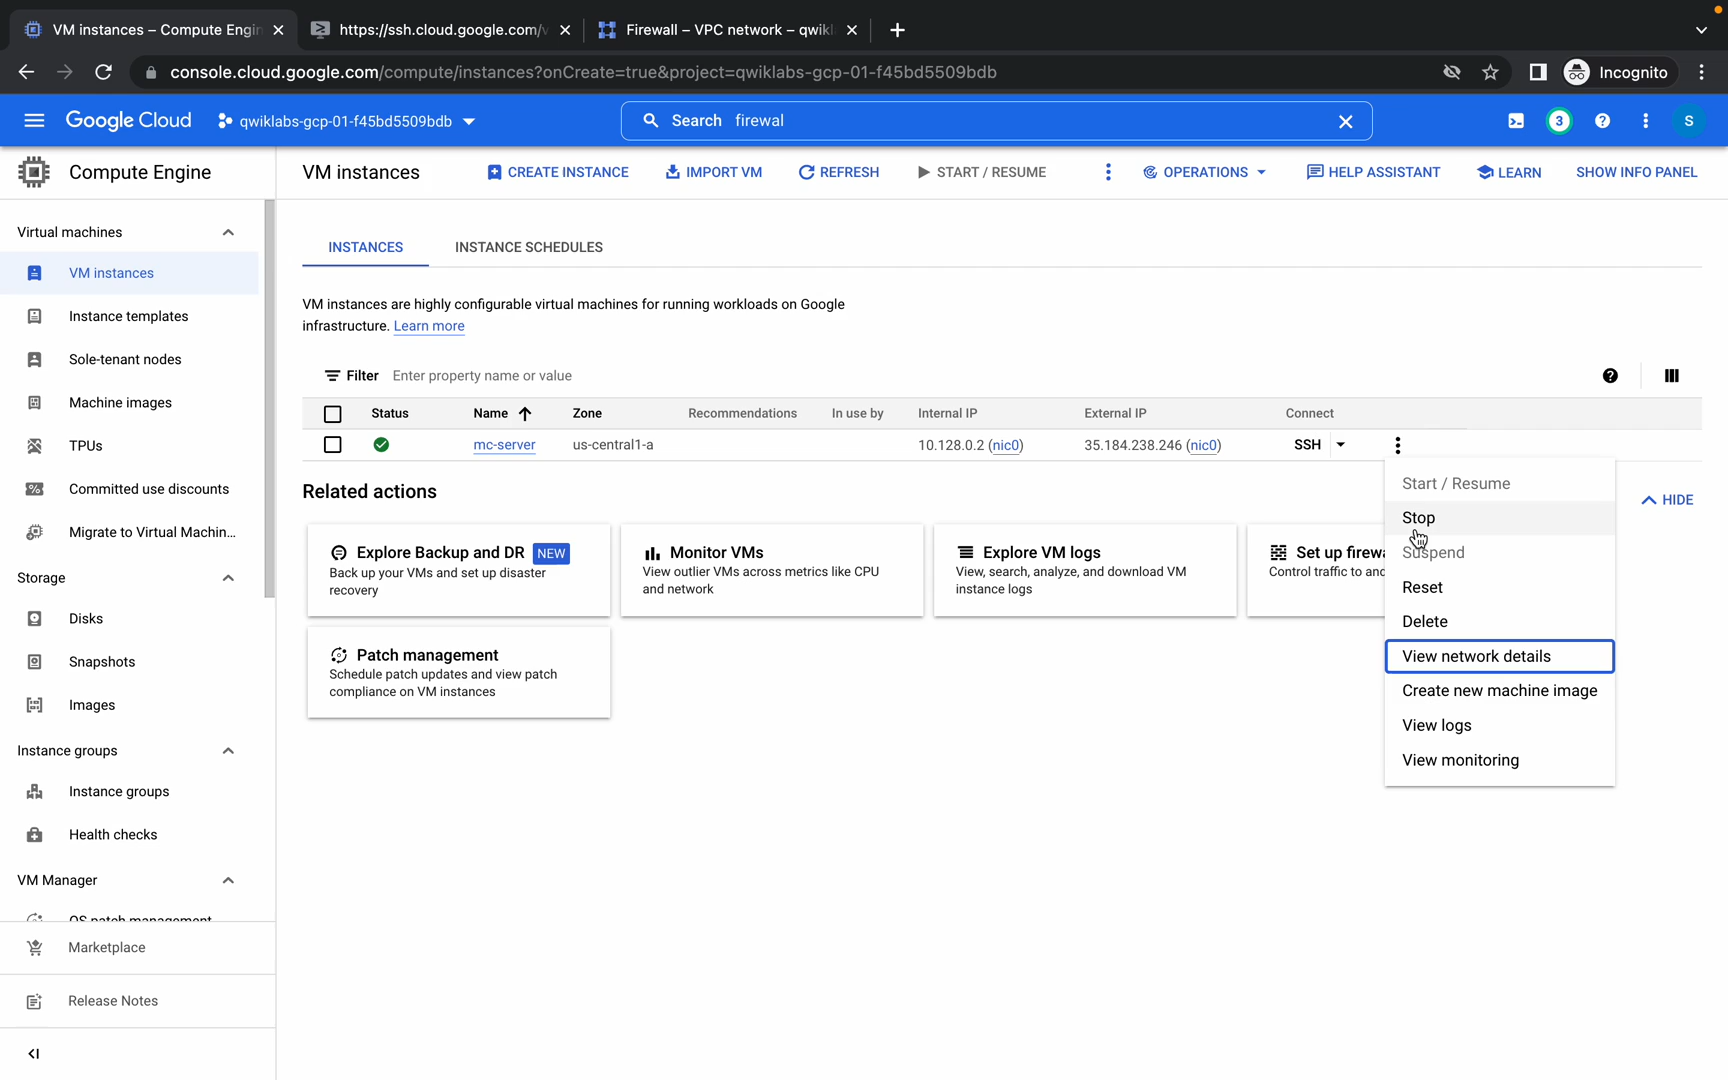 VM instances – Compute Engin
https://ssh.cloud.google.com/v
Firewall – VPC network – qwikl
console.cloud.google.com/compute/instances?onCreate=true&project=qwiklabs-gcp-01-f45bd5509bdb
Incognito
Google Cloud
qwiklabs-gcp-01-f45bd5509bdb
Search firewal
3
S
Compute Engine
VM instances
CREATE INSTANCE
IMPORT VM
REFRESH
START / RESUME
OPERATIONS
HELP ASSISTANT
LEARN
SHOW INFO PANEL
Virtual machines
VM instances
Instance templates
Sole-tenant nodes
Machine images
TPUs
Committed use discounts
Migrate to Virtual Machin...
Storage
Disks
Snapshots
Images
Instance groups
Instance groups
Health checks
VM Manager
OS patch management
Marketplace
Release Notes
INSTANCES
INSTANCE SCHEDULES
VM instances are highly configurable virtual machines for running workloads on Google
infrastructure. Learn more
Filter Enter property name or value
Status Name Zone Recommendations In use by Internal IP External IP Connect
mc-server us-central1-a 10.128.0.2 (nic0) 35.184.238.246 (nic0) SSH
Related actions
HIDE
Explore Backup and DR NEW
Back up your VMs and set up disaster
recovery
Monitor VMs
View outlier VMs across metrics like CPU
and network
Explore VM logs
View, search, analyze, and download VM
instance logs
Set up firewa
Control traffic to and
Patch management
Schedule patch updates and view patch
compliance on VM instances
Start / Resume
Stop
Suspend
Reset
Delete
View network details
Create new machine image
View logs
View monitoring